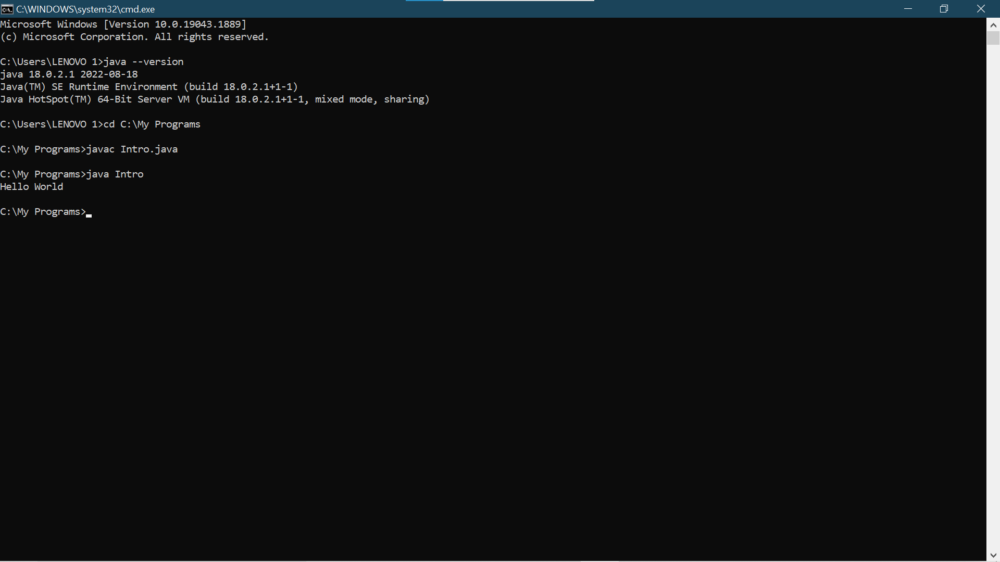 C:\WINDOWS\system32\cmd.exe
Microsoft Windows [Version 10.0.19043.1889]
(c) Microsoft Corporation. All rights reserved.
C:\Users\LENOVO 1>java --version
java 18.0.2.1 2022-08-18
Java(TM) SE Runtime Environment (build 18.0.2.1+1-1)
Java HotSpot(TM) 64-Bit Server VM (build 18.0.2.1+1-1, mixed mode, sharing)
C:\Users\LENOVO 1>cd C:\My Programs
C:\My Programs>javac Intro.java
C:\My Programs>java Intro
Hello World
C:\My Programs>